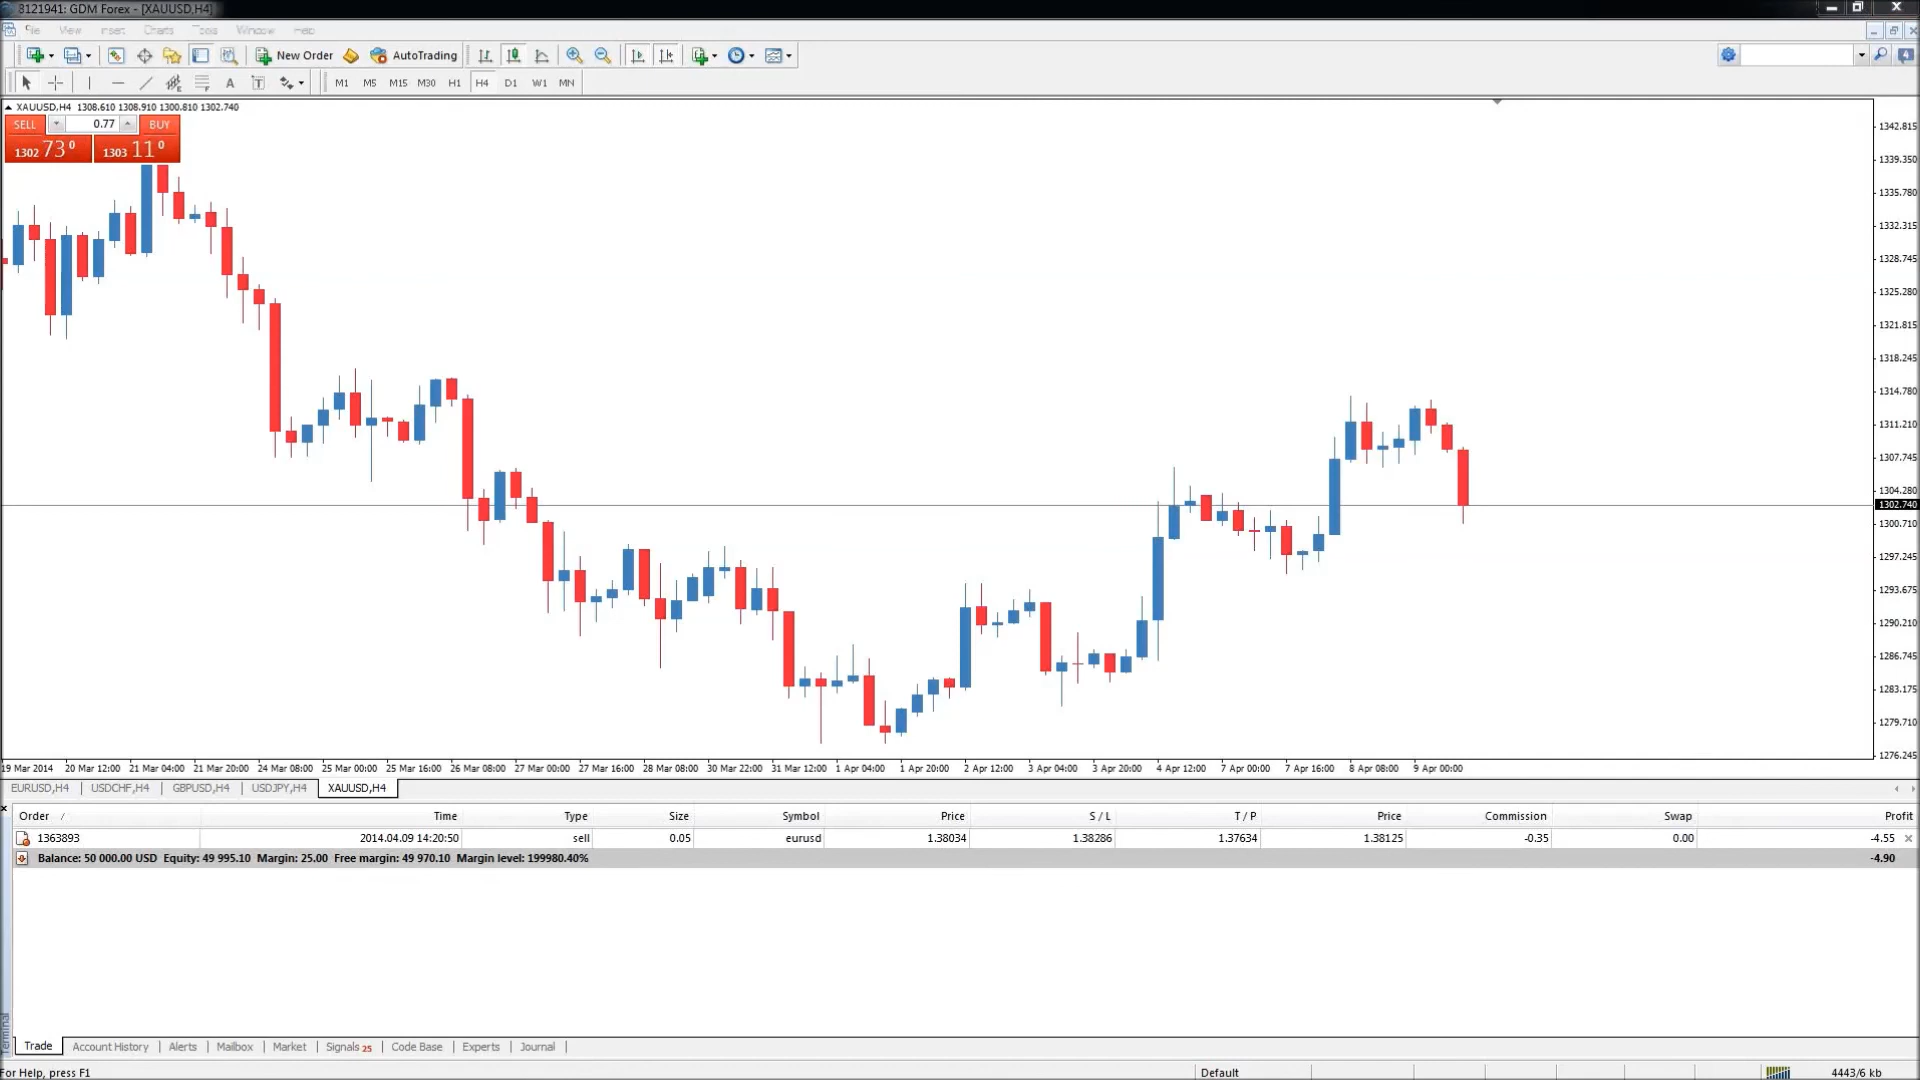 8121941: GDM Forex - [XAUUSD,H4]
File View Insert Charts Tools Window Help
New Order AutoTrading
M1 M5 M15 M30 H1 H4 D1 W1 MN
XAUUSD,H4 1308.610 1308.910 1300.810 1302.740
SELL 0.77 BUY
1302 73 0 1303 11 0
1342.815
1339.350
1335.780
1332.315
1328.745
1325.280
1321.815
1318.245
1314.780
1311.210
1307.745
1304.280
1302.740
1300.710
1297.245
1293.675
1290.210
1286.745
1283.175
1279.710
1276.245
19 Mar 2014 20 Mar 12:00 21 Mar 04:00 21 Mar 20:00 24 Mar 08:00 25 Mar 00:00 25 Mar 16:00 26 Mar 08:00 27 Mar 00:00 27 Mar 16:00 28 Mar 08:00 30 Mar 22:00 31 Mar 12:00 1 Apr 04:00 1 Apr 20:00 2 Apr 12:00 3 Apr 04:00 3 Apr 20:00 4 Apr 12:00 7 Apr 00:00 7 Apr 16:00 8 Apr 08:00 9 Apr 00:00
EURUSD,H4 USDCHF,H4 GBPUSD,H4 USDJPY,H4 XAUUSD,H4
Order / Time Type Size Symbol Price S / L T / P Price Commission Swap Profit
1363893 2014.04.09 14:20:50 sell 0.05 eurusd 1.38034 1.38286 1.37634 1.38125 -0.35 0.00 -4.55
Balance: 50 000.00 USD Equity: 49 995.10 Margin: 25.00 Free margin: 49 970.10 Margin level: 199980.40% -4.90
Terminal
Trade Account History Alerts Mailbox Market Signals 25 Code Base Experts Journal
For Help, press F1 Default 4443/6 kb